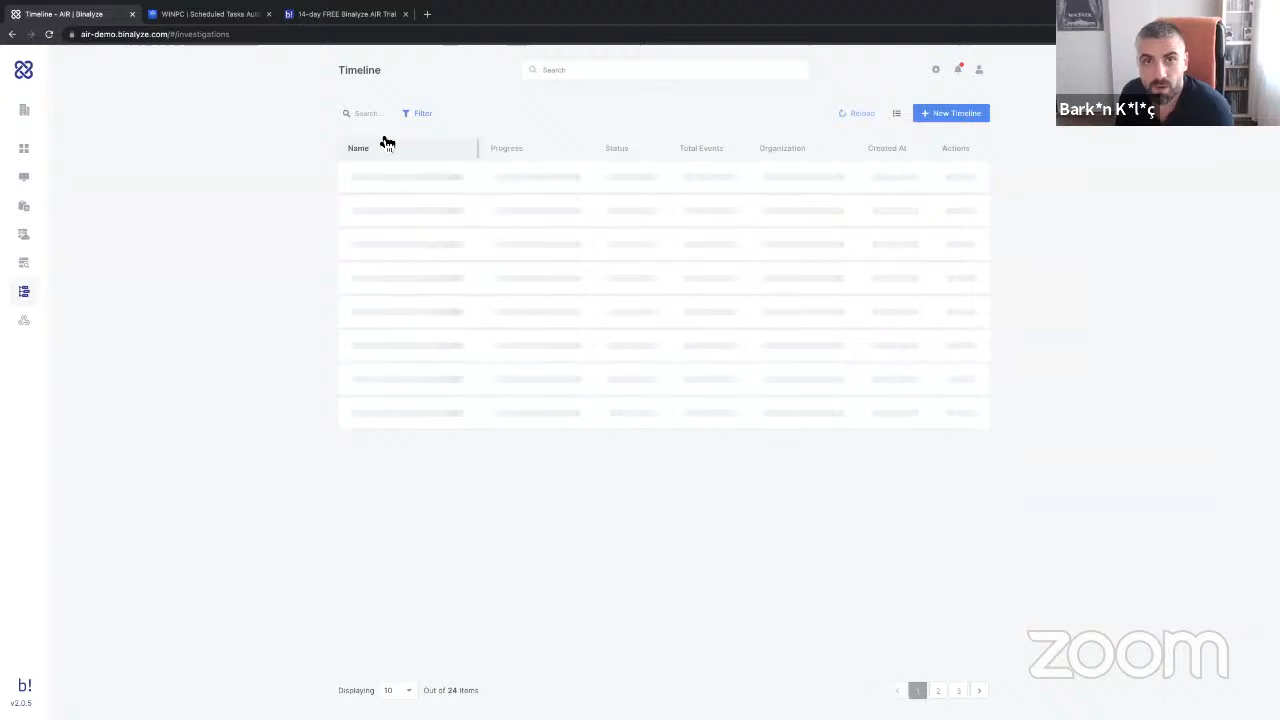 Timeline - AIR | Binalyze
WINPC | Scheduled Tasks Auto
b! 14-day FREE Binalyze AIR Trial
air-demo.binalyze.com/#/investigations
Bark*n K*l*ç
Timeline
Search
Search...
Filter
Reload
New Timeline
Name Progress Status Total Events Organization Created At Actions
Displaying 10 Out of 24 items
1 2 3
b!
v2.0.5
zoom